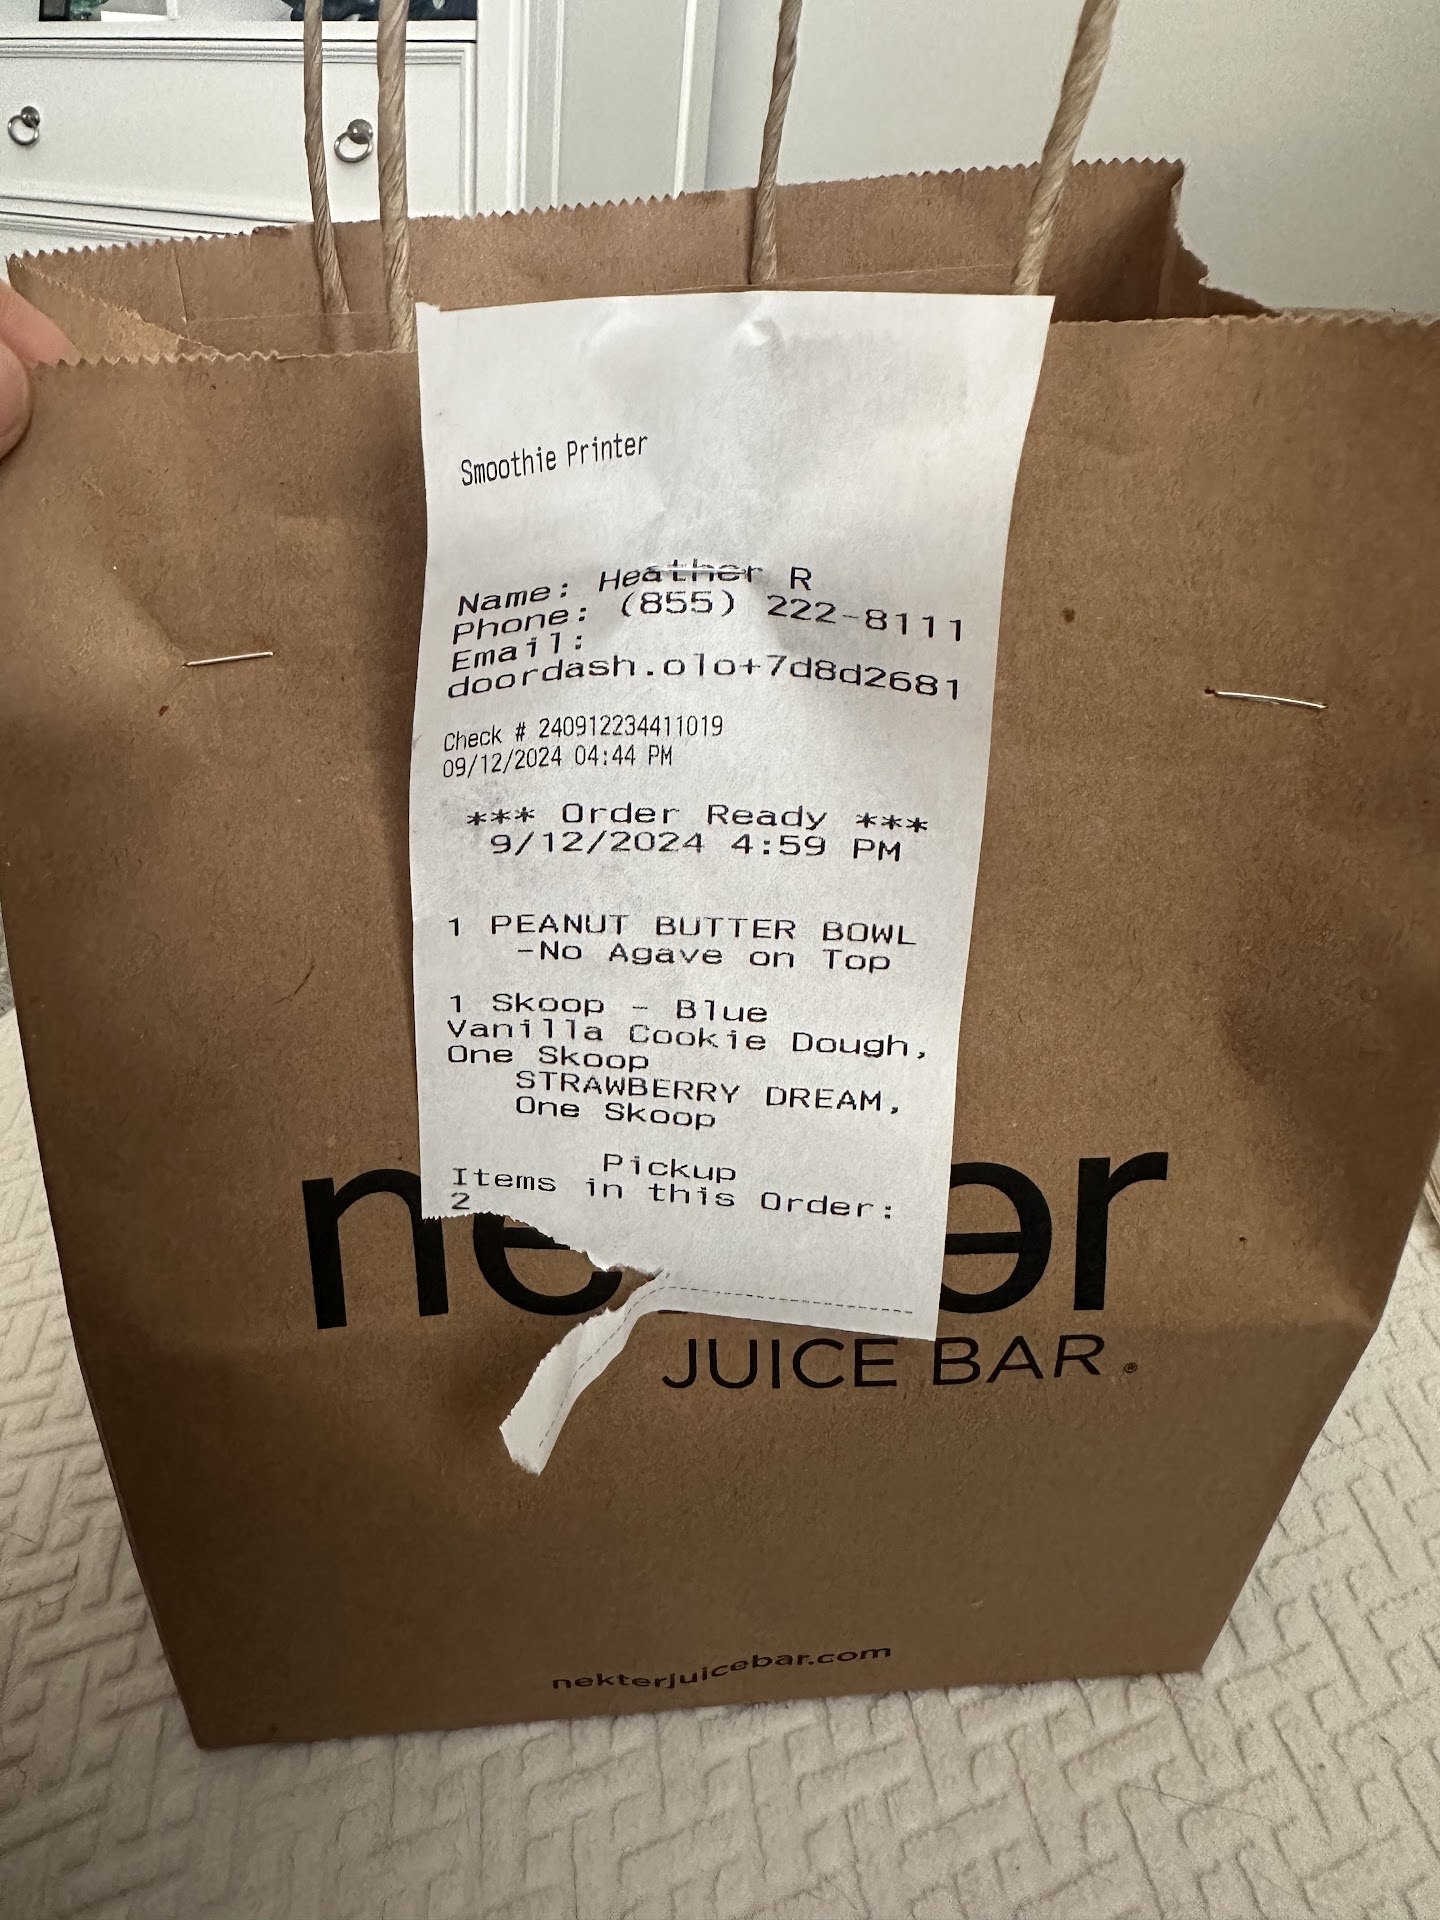 Smoothie Printer
Name: Heather R
Phone: (855) 222-8111
Email:
doordash.olo+7d8d2681
Check # 240912234411019
09/12/2024 04:44 PM
*** Order Ready ***
9/12/2024 4:59 PM
1 PEANUT BUTTER BOWL
-No Agave on Top
1 Skoop - Blue
Vanilla Cookie Dough,
One Skoop
STRAWBERRY DREAM,
One Skoop
Pickup
Items in this Order:
2
nekter
JUICE BAR®
nekterjuicebar.com